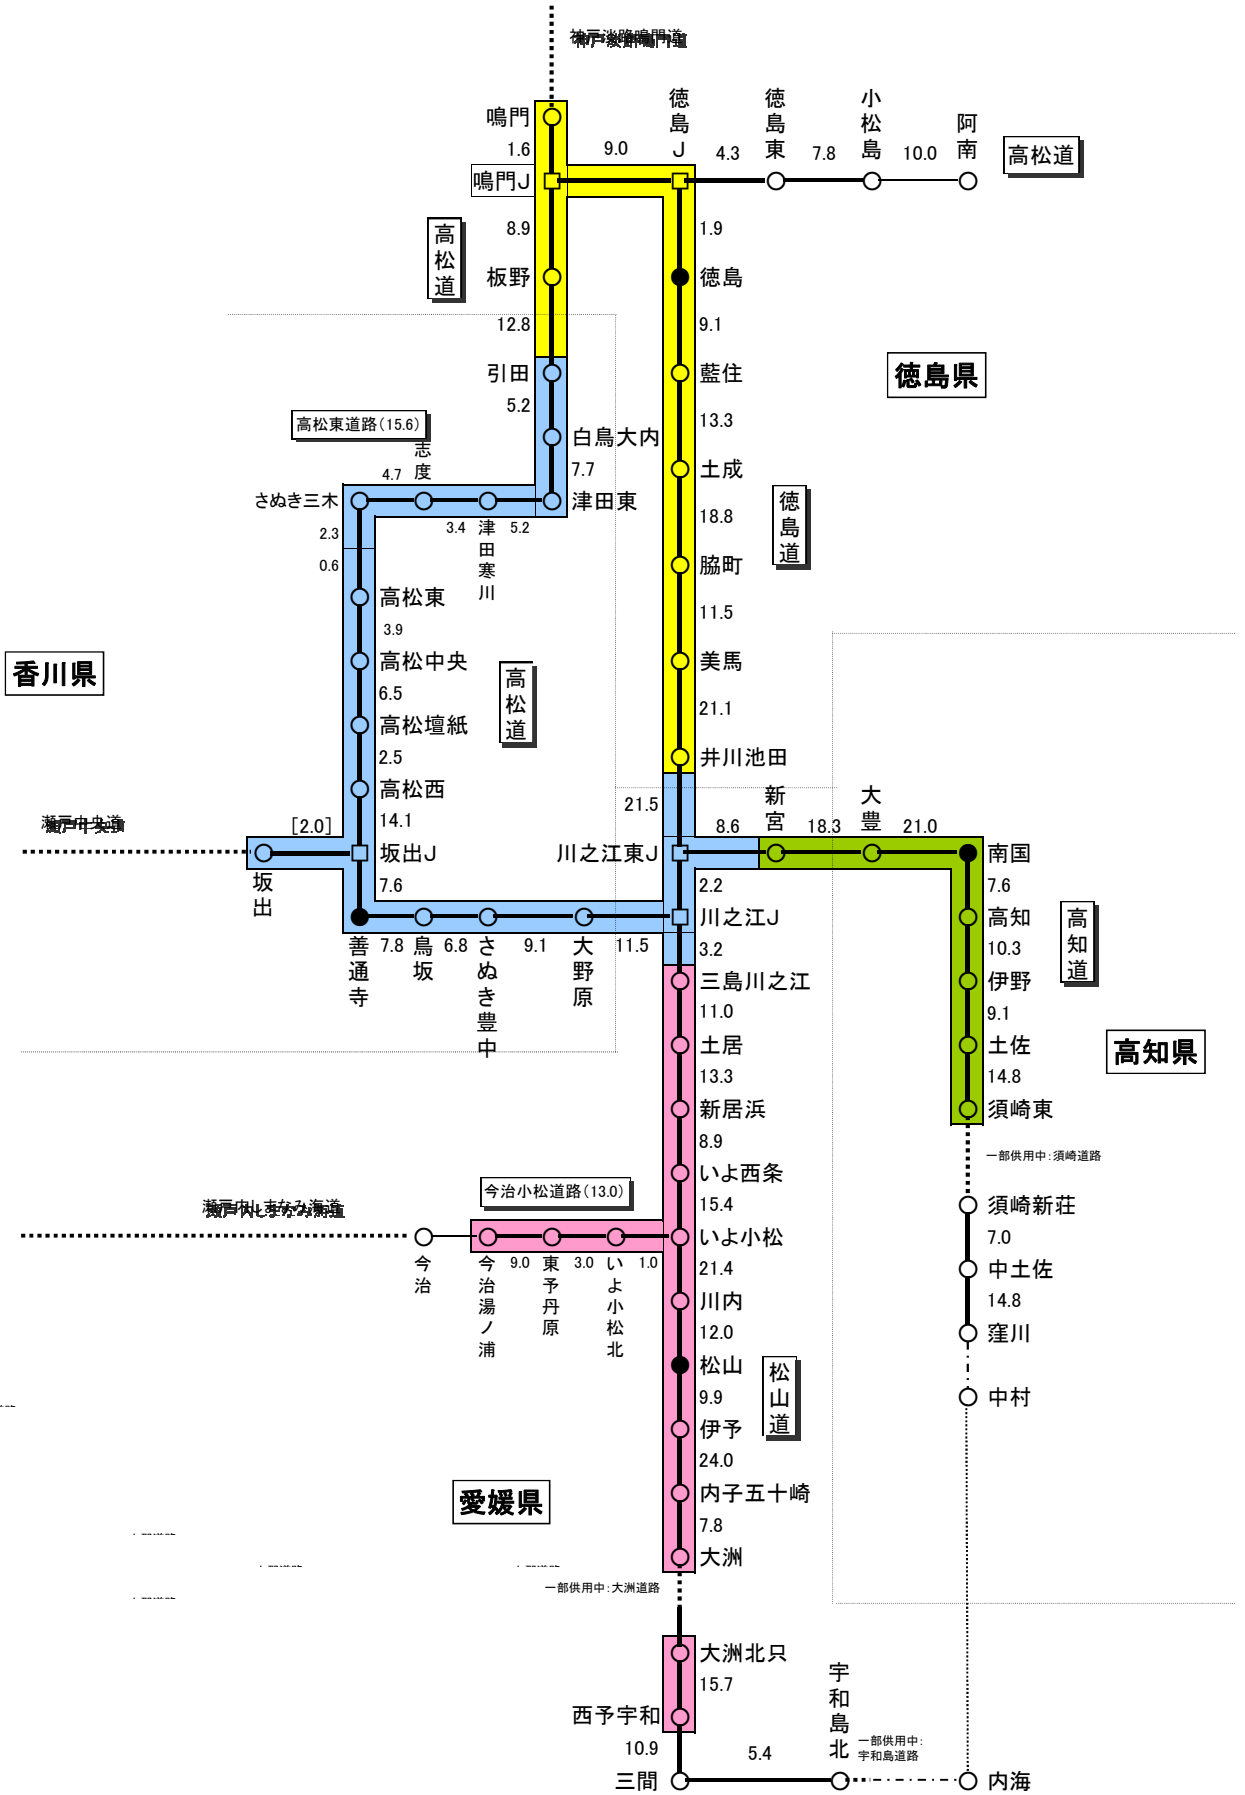 神戸淡路鳴門道
鳴門
1.6
鳴門J
9.0
徳島J
4.3
徳島東
7.8
小松島
10.0
阿南
高松道
8.9
高松道
板野
12.8
引田
5.2
白鳥大内
7.7
津田東
1.9
徳島
9.1
藍住
13.3
土成
18.8
脇町
11.5
美馬
21.1
井川池田
徳島県
徳島道
高松東道路(15.6)
さぬき三木
4.7
志度
3.4
津田寒川
5.2
2.3
0.6
高松東
3.9
高松中央
6.5
高松壇紙
2.5
高松西
14.1
坂出J
7.6
香川県
高松道
瀬戸中央道
[2.0]
坂出
善通寺
7.8
鳥坂
6.8
さぬき豊中
9.1
大野原
11.5
21.5
川之江東J
8.6
新宮
18.3
大豊
21.0
南国
7.6
高知
10.3
伊野
9.1
土佐
14.8
須崎東
高知道
高知県
一部供用中:須崎道路
須崎新荘
7.0
中土佐
14.8
窪川
中村
2.2
川之江J
3.2
三島川之江
11.0
土居
13.3
新居浜
8.9
いよ西条
15.4
いよ小松
21.4
川内
12.0
松山
9.9
伊予
24.0
内子五十崎
7.8
大洲
瀬戸内しまなみ海道
今治小松道路(13.0)
今治
今治湯ノ浦
9.0
東予丹原
3.0
いよ小松北
1.0
松山道
愛媛県
一部供用中:大洲道路
大洲北只
15.7
西予宇和
10.9
三間
5.4
宇和島北
一部供用中:
宇和島道路
内海